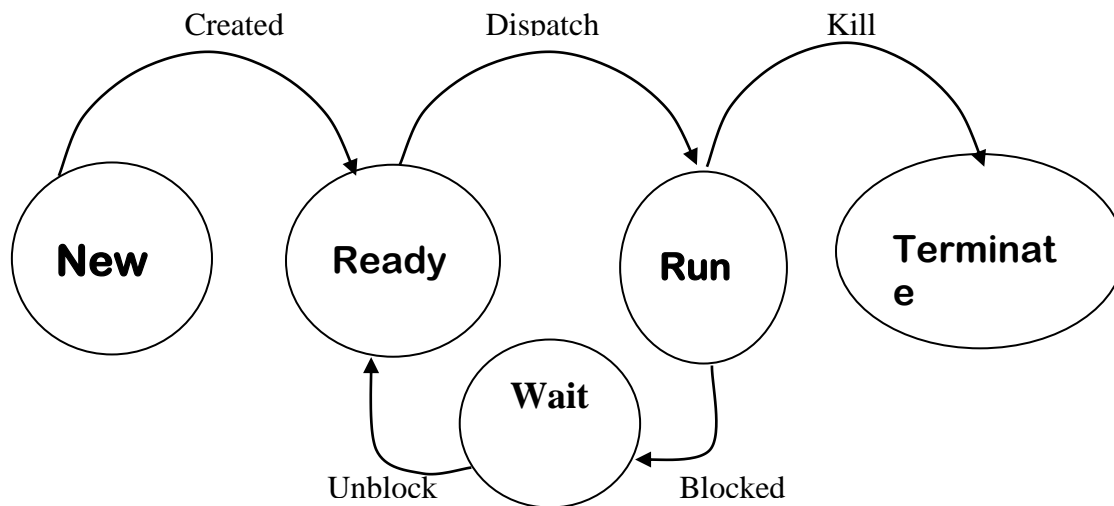 Created
Dispatch
Kill
New
Ready
Run
Terminat
e
Wait
Unblock
Blocked